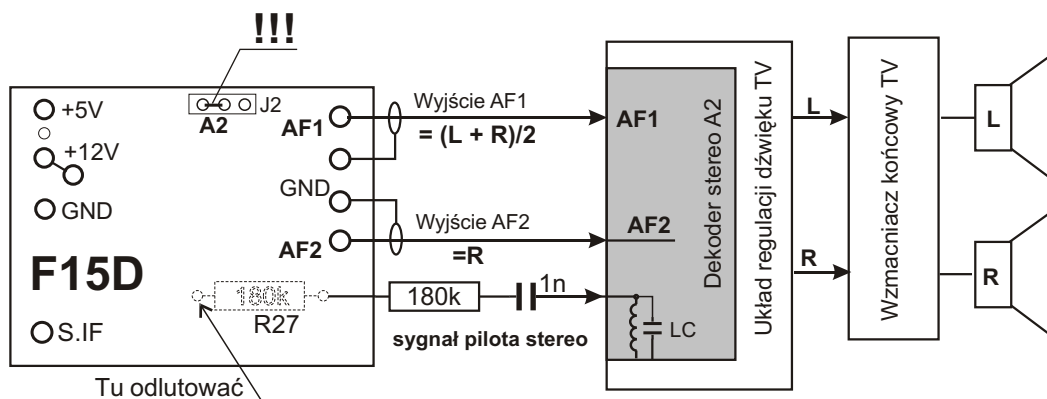 !!!
+5V
J2
A2
AF1
Wyjście AF1
= (L + R)/2
AF1
+12V
GND
GND
Wyjście AF2
AF2
AF2
=R
F15D
180k
R27
180k
1n
sygnał pilota stereo
LC
S.IF
Tu odlutować
Dekoder stereo A2
Układ regulacji dźwięku TV
L
R
Wzmacniacz końcowy TV
L
R